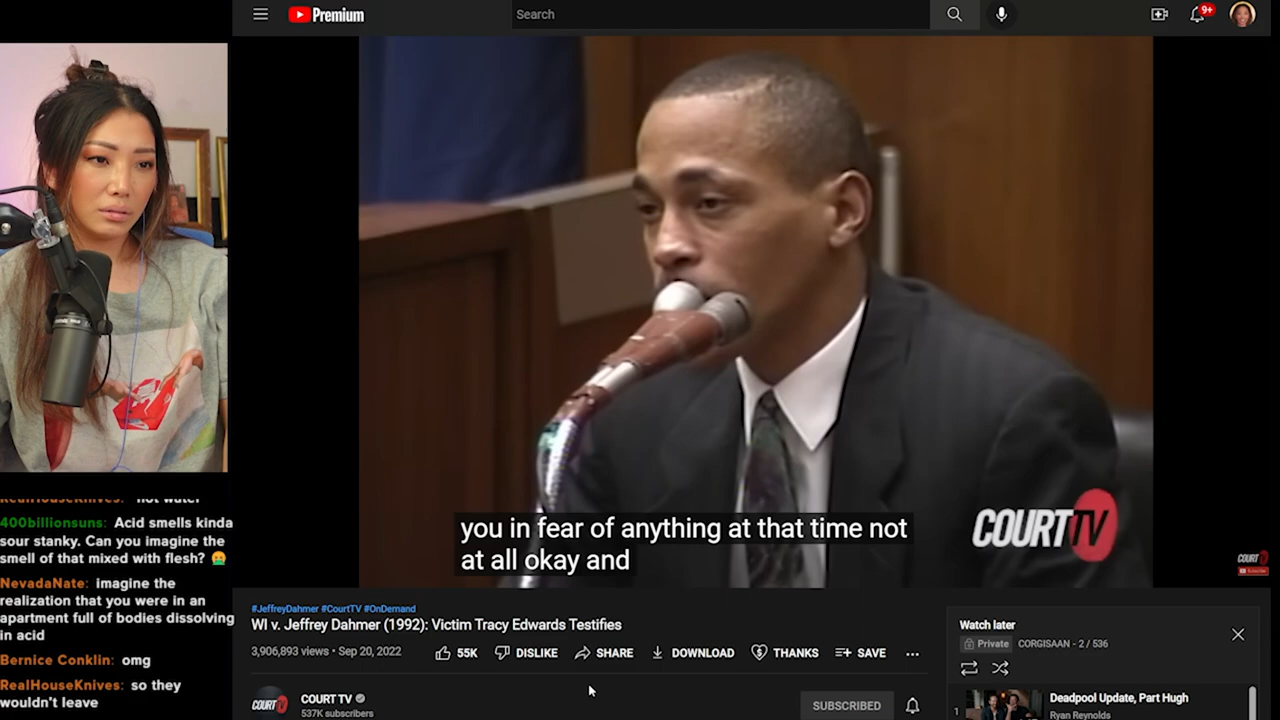 Premium
Search
9+
you in fear of anything at that time not
at all okay and
COURT TV
COURT
#JeffreyDahmer #CourtTV #OnDemand
WI v. Jeffrey Dahmer (1992): Victim Tracy Edwards Testifies
3,906,893 views • Sep 20, 2022
55K
DISLIKE
SHARE
DOWNLOAD
THANKS
SAVE
COURT TV
537K subscribers
SUBSCRIBED
Watch later
Private
CORGISAAN - 2 / 536
1
Deadpool Update, Part Hugh
Ryan Reynolds
RealHouseKnives: hot water
400billionsuns: Acid smells kinda
sour stanky. Can you imagine the
smell of that mixed with flesh? 🤮
NevadaNate: imagine the
realization that you were in an
apartment full of bodies dissolving
in acid
Bernice Conklin: omg
RealHouseKnives: so they
wouldn't leave